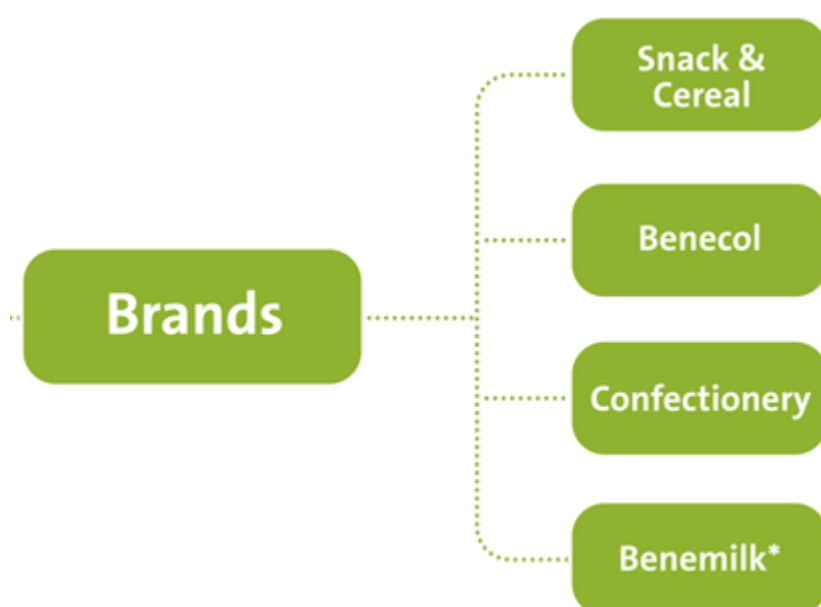 Snack &
Cereal
Benecol
Brands
Confectionery
Benemilk*